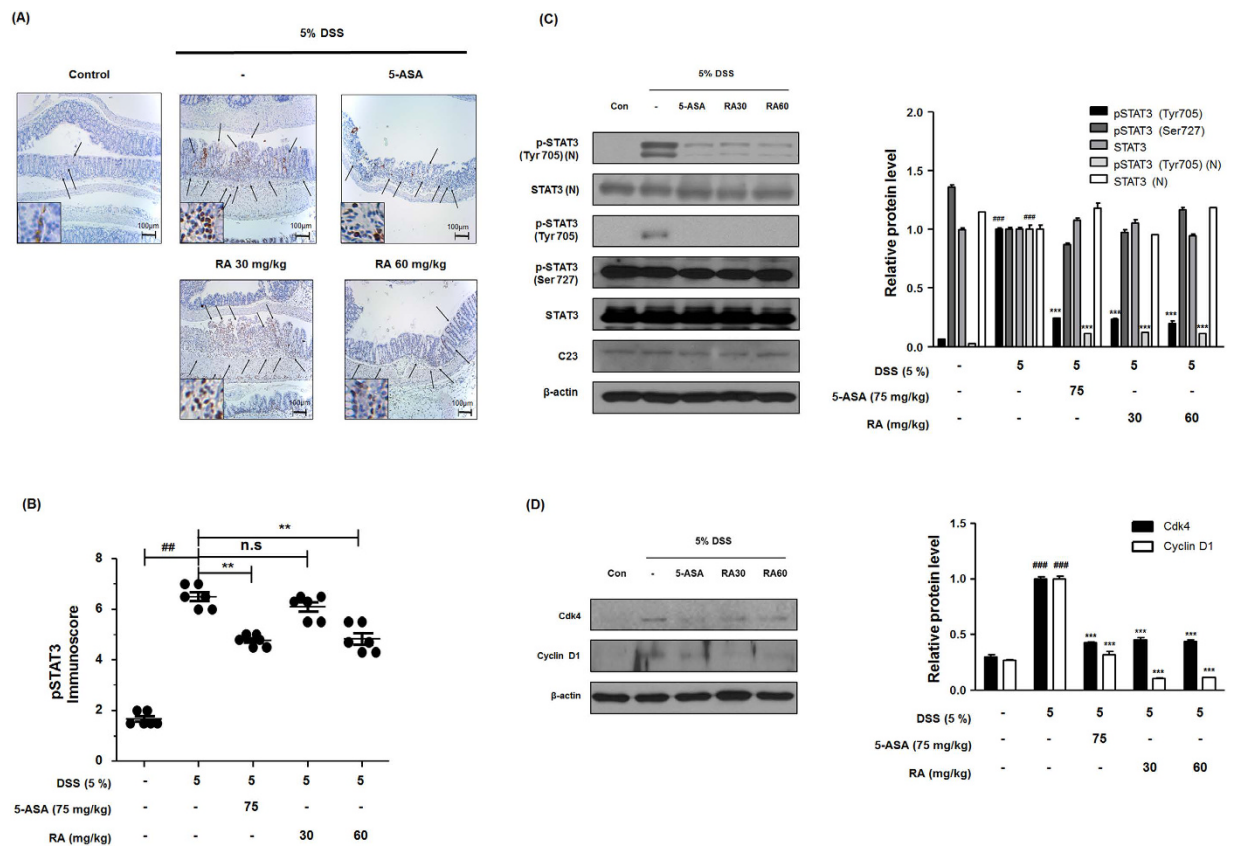 (A)
5% DSS
Control
-
5-ASA
100μm
100μm
100μm
RA 30 mg/kg
RA 60 mg/kg
100μm
100μm
(B)
pSTAT3
Immunoscore
8
6
4
2
0
##
**
n.s
**
DSS (5 %)
-
5
5
5
5
5-ASA (75 mg/kg)
-
-
75
-
-
RA (mg/kg)
-
-
-
30
60
(C)
5% DSS
Con
-
5-ASA
RA30
RA60
p-STAT3
(Tyr 705) (N)
STAT3 (N)
p-STAT3
(Tyr 705)
p-STAT3
(Ser 727)
STAT3
C23
β-actin
Relative protein level
2.0
1.5
1.0
0.5
0.0
pSTAT3 (Tyr705)
pSTAT3 (Ser727)
STAT3
pSTAT3 (Tyr705) (N)
STAT3 (N)
###
###
***
***
***
***
***
***
DSS (5 %)
-
5
5
5
5
5-ASA (75 mg/kg)
-
-
75
-
-
RA (mg/kg)
-
-
-
30
60
(D)
5% DSS
Con
-
5-ASA
RA30
RA60
Cdk4
Cyclin D1
β-actin
Relative protein level
1.5
1.0
0.5
0.0
Cdk4
Cyclin D1
###
###
***
***
***
***
***
***
DSS (5 %)
-
5
5
5
5
5-ASA (75 mg/kg)
-
-
75
-
-
RA (mg/kg)
-
-
-
30
60